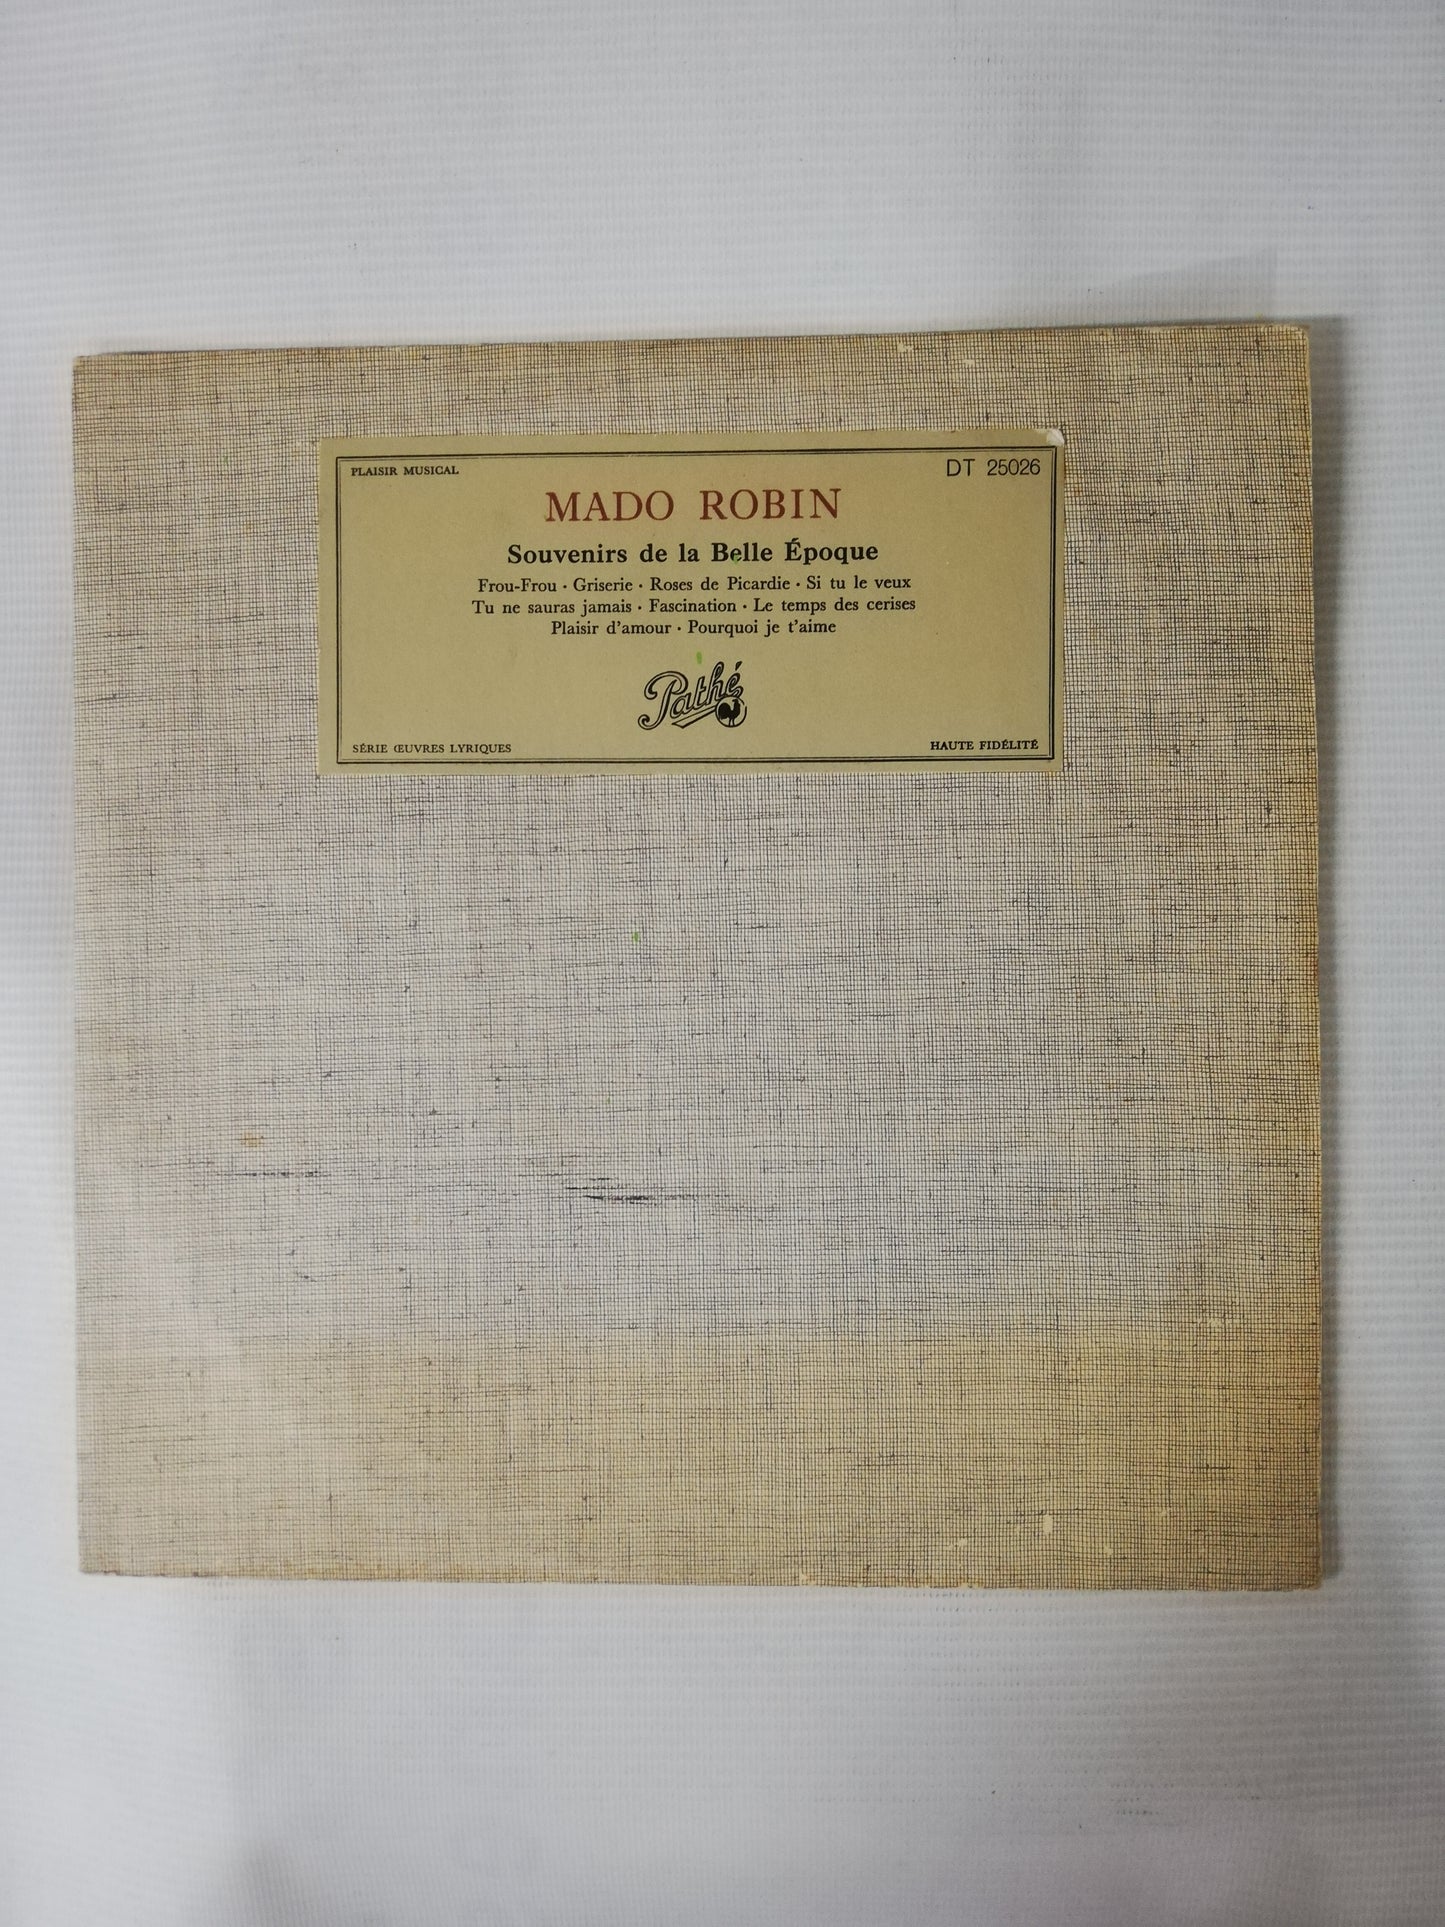 PLAISIR MUSICAL
DT 25026
MADO ROBIN
Souvenirs de la Belle Époque
Frou-Frou · Griserie · Roses de Picardie · Si tu le veux
Tu ne sauras jamais · Fascination · Le temps des cerises
Plaisir d'amour · Pourquoi je t'aime
Pathé
SÉRIE ŒUVRES LYRIQUES
HAUTE FIDÉLITÉ